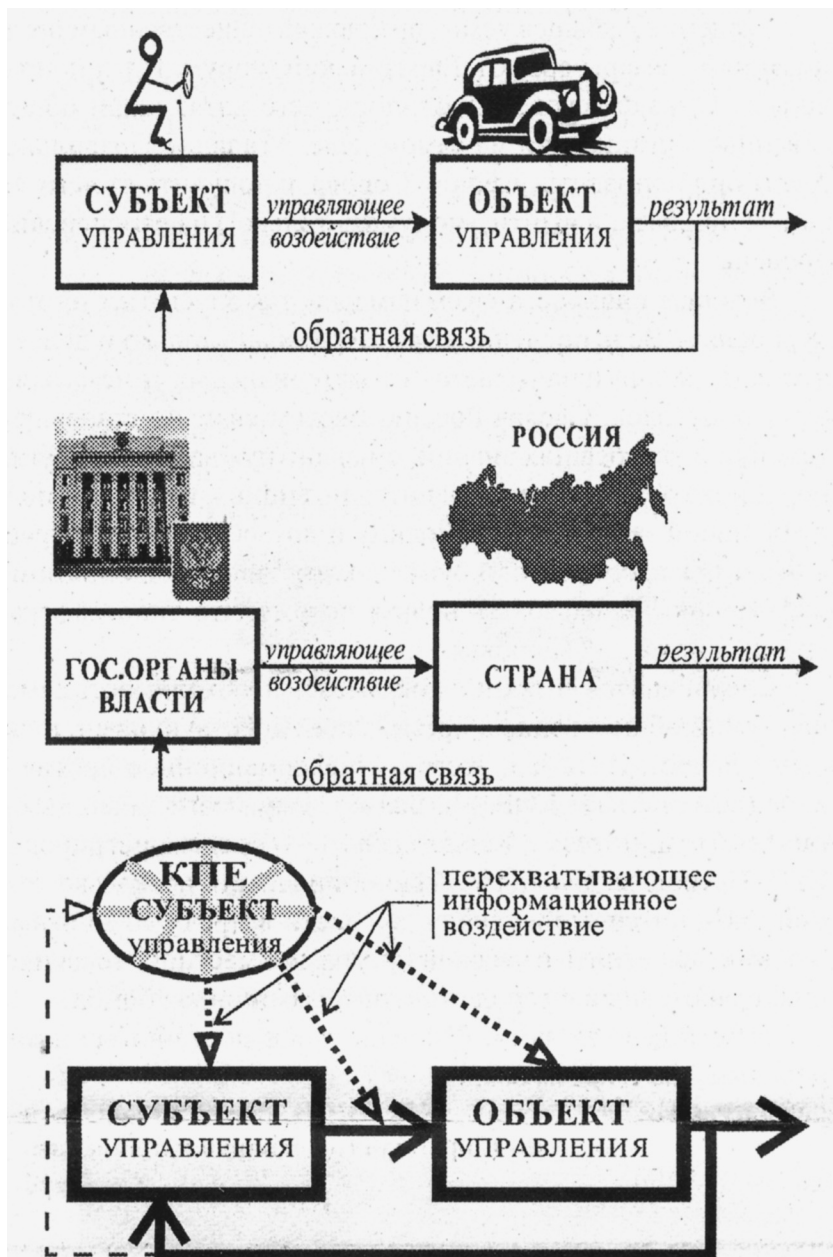 СУБЪЕКТ
УПРАВЛЕНИЯ
управляющее
воздействие
ОБЪЕКТ
УПРАВЛЕНИЯ
результат
обратная связь
РОССИЯ
ГОС.ОРГАНЫ
ВЛАСТИ
управляющее
воздействие
СТРАНА
результат
обратная связь
КПЕ
СУБЪЕКТ
управления
перехватывающее
информационное
воздействие
СУБЪЕКТ
УПРАВЛЕНИЯ
ОБЪЕКТ
УПРАВЛЕНИЯ